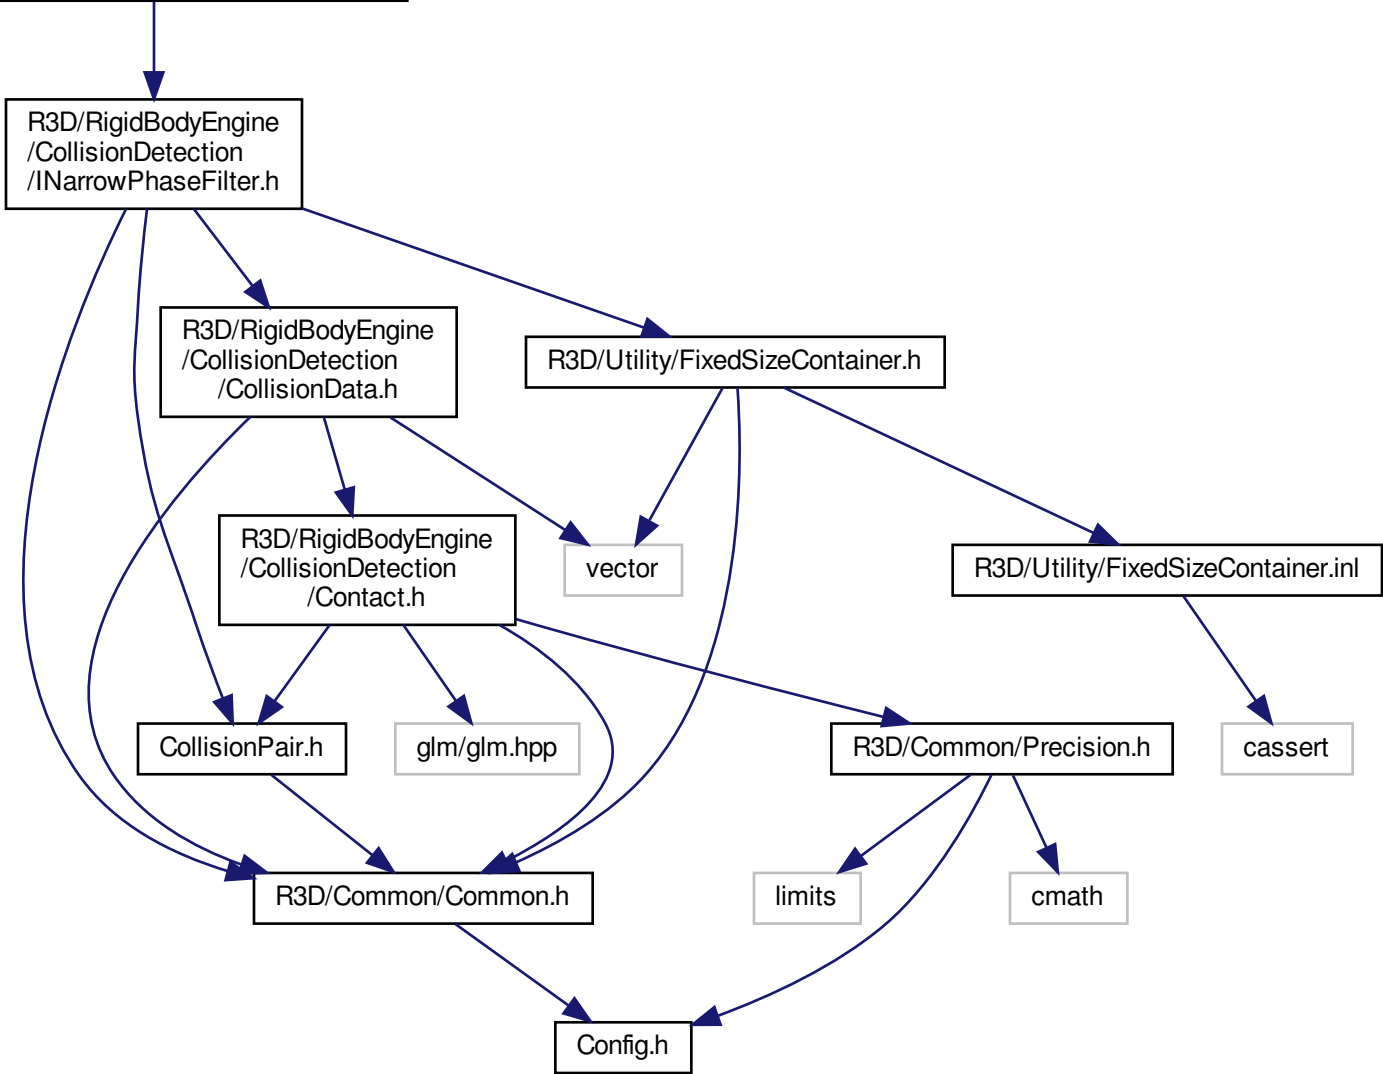 R3D/RigidBodyEngine
/CollisionDetection
/INarrowPhaseFilter.h
R3D/RigidBodyEngine
/CollisionDetection
/CollisionData.h
R3D/Utility/FixedSizeContainer.h
R3D/RigidBodyEngine
/CollisionDetection
/Contact.h
vector
R3D/Utility/FixedSizeContainer.inl
CollisionPair.h
glm/glm.hpp
R3D/Common/Precision.h
cassert
R3D/Common/Common.h
limits
cmath
Config.h